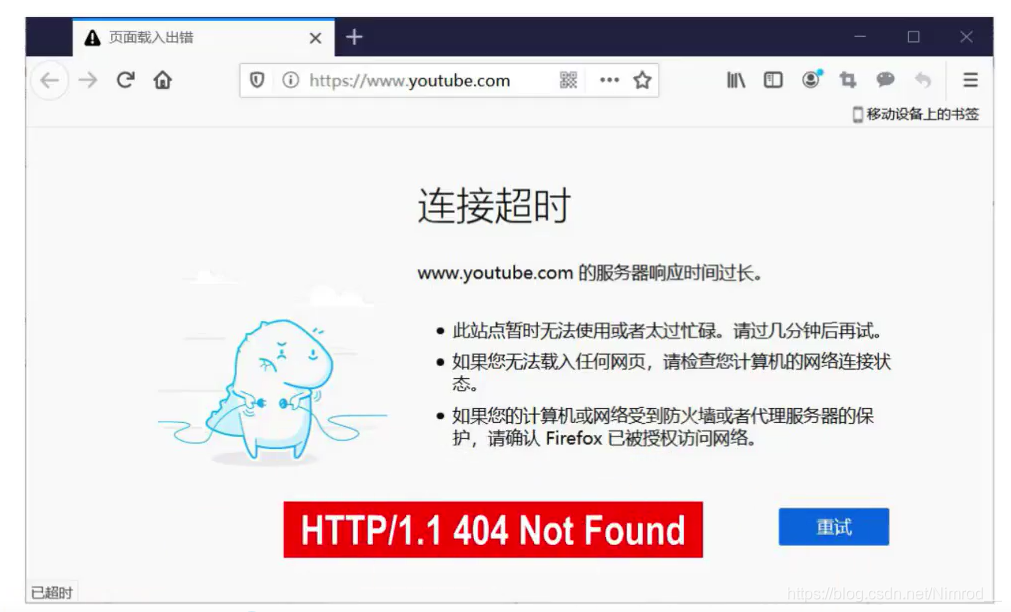 页面载入出错
https://www.youtube.com
移动设备上的书签
连接超时
www.youtube.com 的服务器响应时间过长。
此站点暂时无法使用或者太过忙碌。请过几分钟后再试。
如果您无法载入任何网页，请检查您计算机的网络连接状
态。
如果您的计算机或网络受到防火墙或者代理服务器的保
护，请确认 Firefox 已被授权访问网络。
HTTP/1.1 404 Not Found
重试
已超时
https://blog.csdn.net/Nimrod_